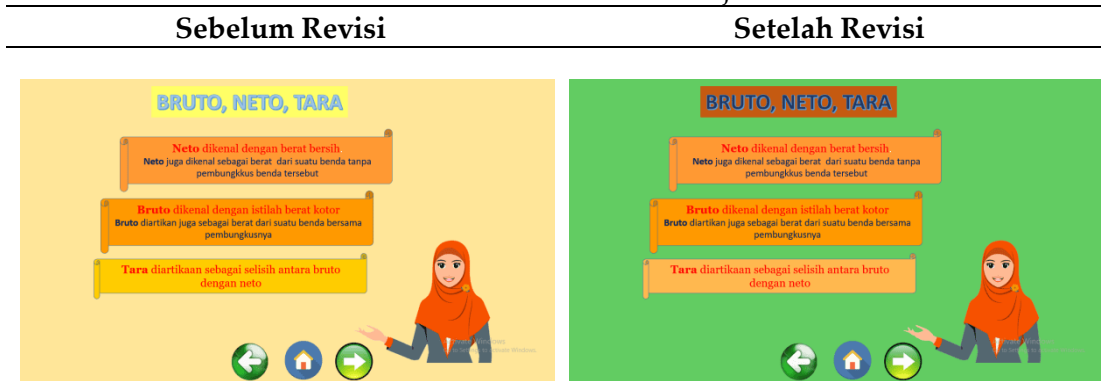 Sebelum Revisi
Setelah Revisi
BRUTO, NETO, TARA
Neto dikenal dengan berat bersih
Neto juga dikenal sebagai berat dari suatu benda tanpa
pembungkkus benda tersebut
Bruto dikenal dengan istilah berat kotor
Bruto diartikan juga sebagai berat dari suatu benda bersama
pembungkusnya
Tara diartikaan sebagai selisih antara bruto
dengan neto
BRUTO, NETO, TARA
Neto dikenal dengan berat bersih
Neto juga dikenal sebagai berat dari suatu benda tanpa
pembungkkus benda tersebut
Bruto dikenal dengan istilah berat kotor
Bruto diartikan juga sebagai berat dari suatu benda bersama
pembungkusnya
Tara diartikaan sebagai selisih antara bruto
dengan neto